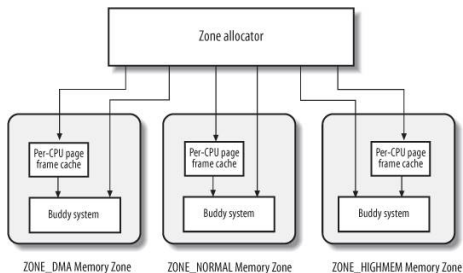 Zone allocator
Per-CPU page
frame cache
Per-CPU page
frame cache
Per-CPU page
frame cache
Buddy system
Buddy system
Buddy system
ZONE_DMA Memory Zone
ZONE_NORMAL Memory Zone
ZONE_HIGHMEM Memory Zone